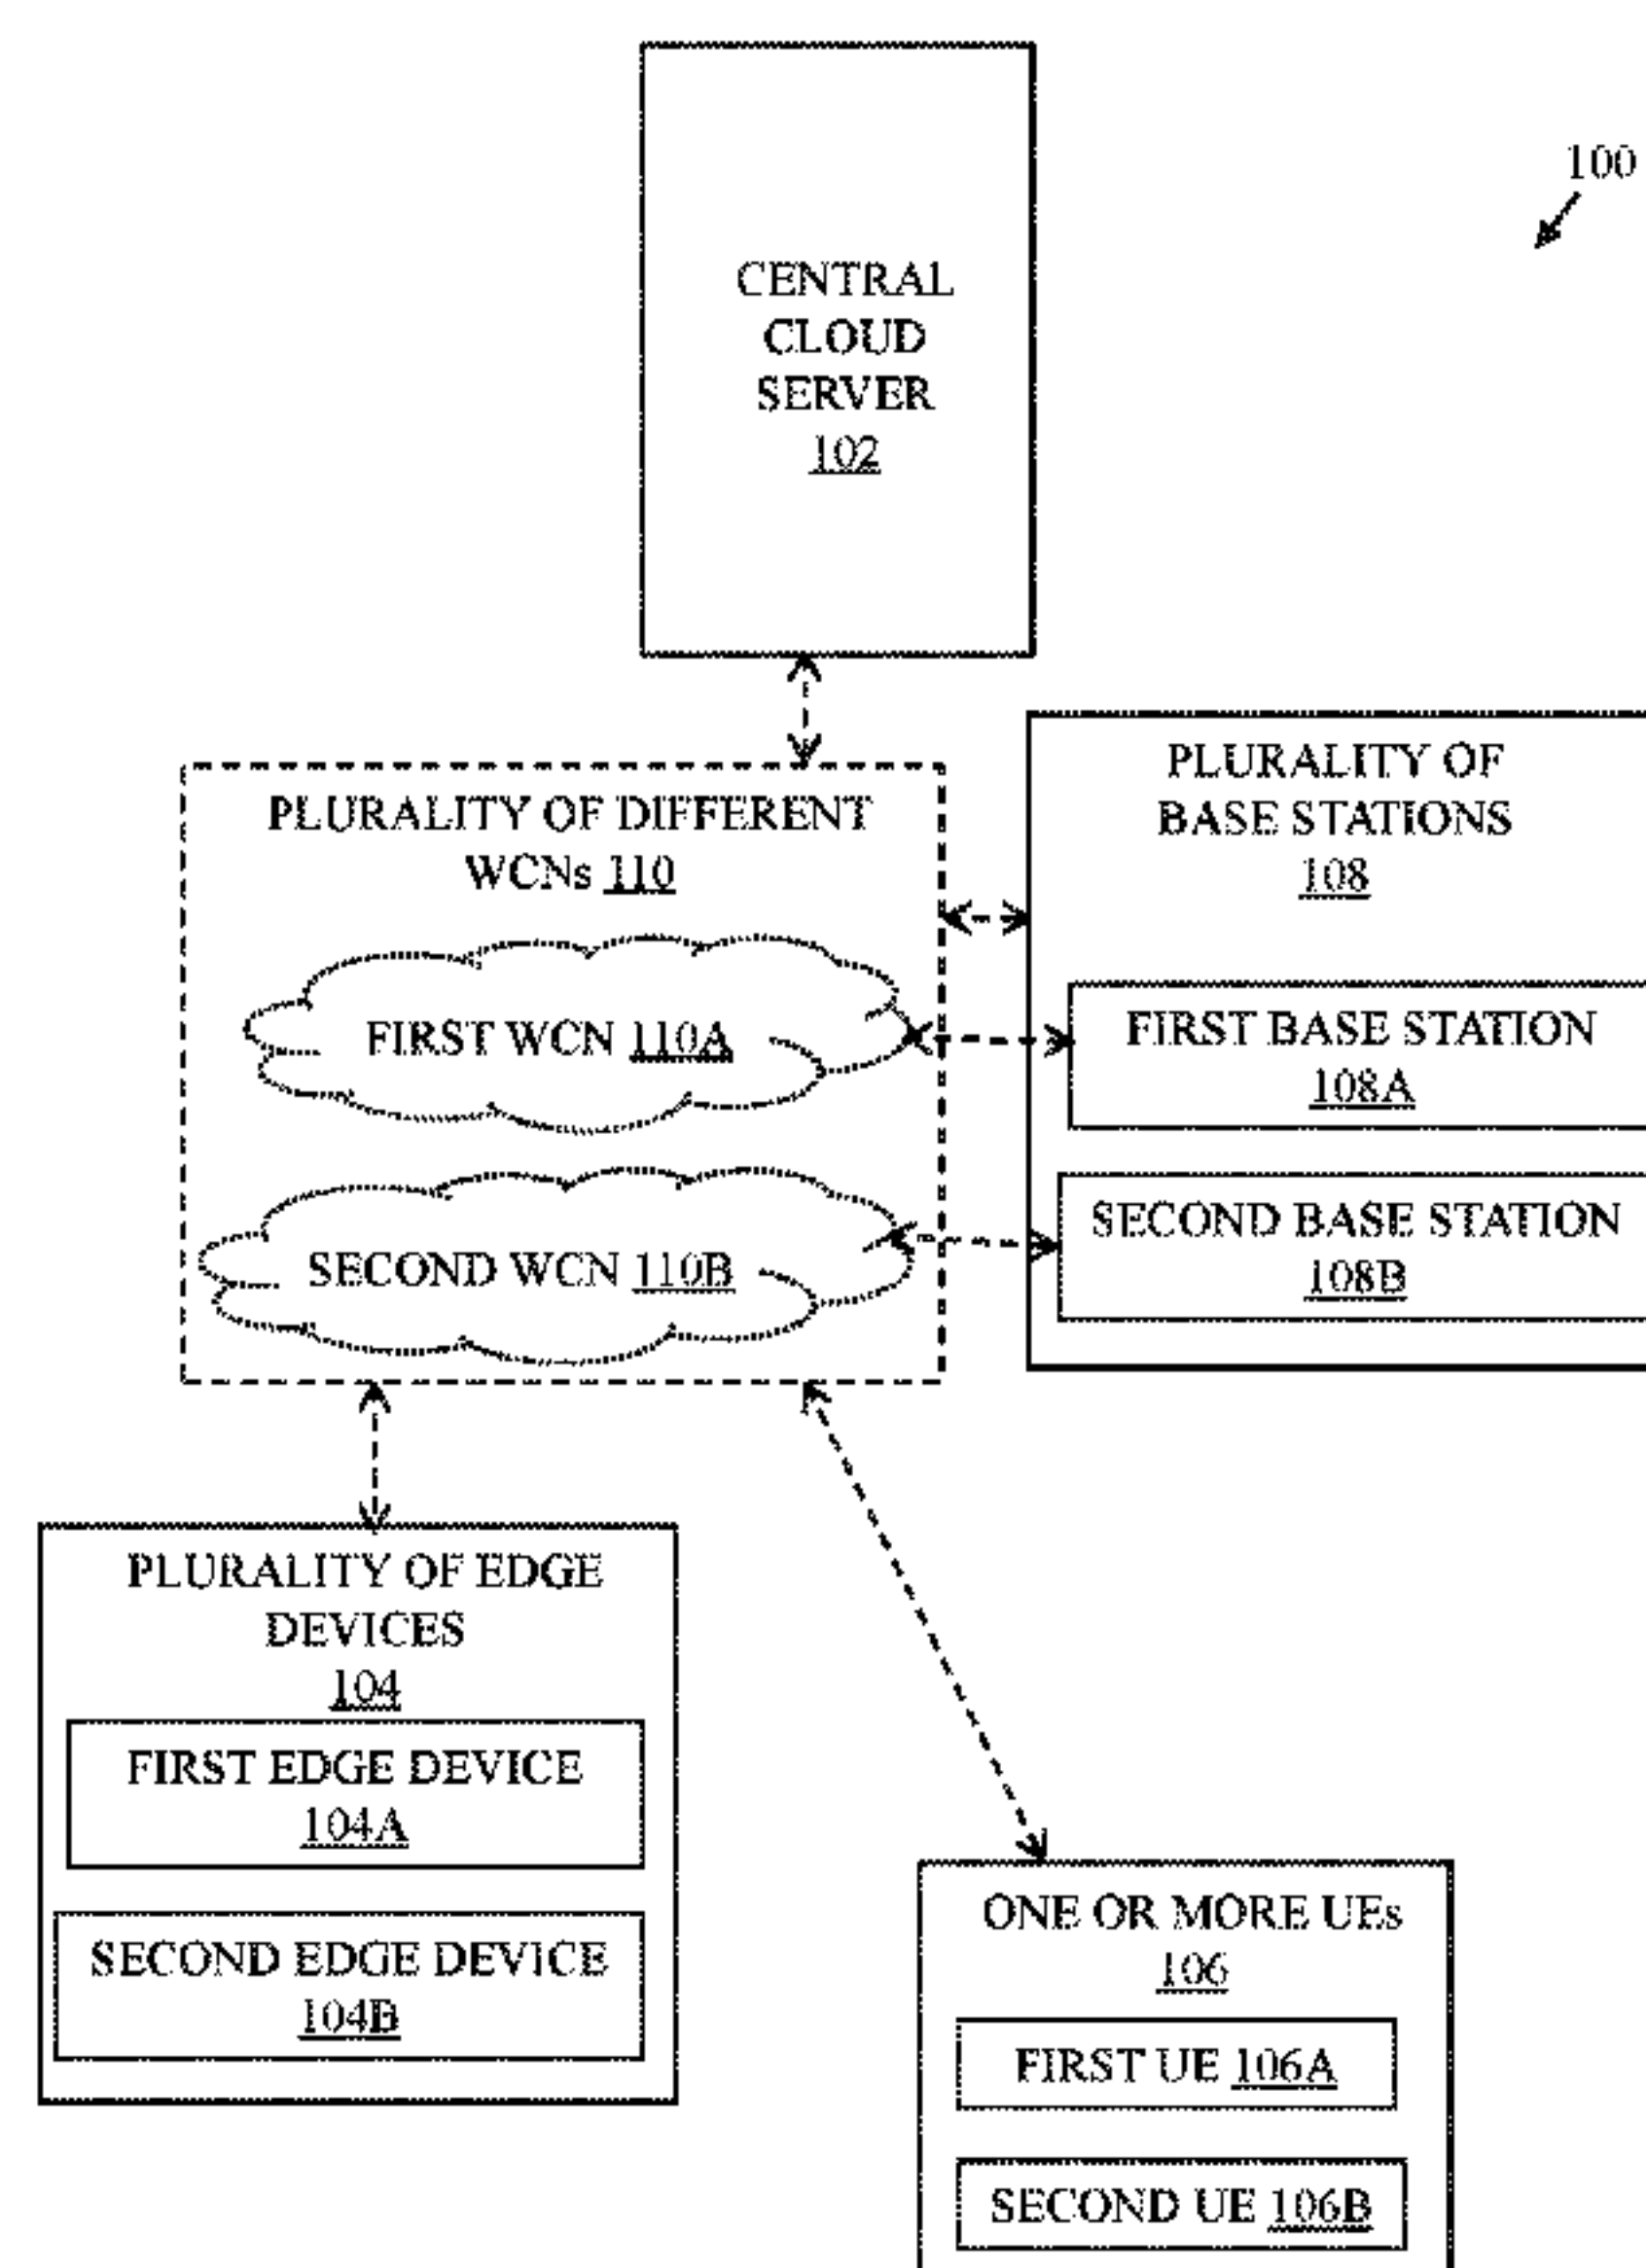 100
CENTRAL
CLOUD
SERVER
102
PLURALITY OF DIFFERENT
WCNs 110
FIRST WCN 110A
SECOND WCN 110B
PLURALITY OF
BASE STATIONS
108
FIRST BASE STATION
108A
SECOND BASE STATION
108B
PLURALITY OF EDGE
DEVICES
104
FIRST EDGE DEVICE
104A
SECOND EDGE DEVICE
104B
ONE OR MORE UEs
106
FIRST UE 106A
SECOND UE 106B